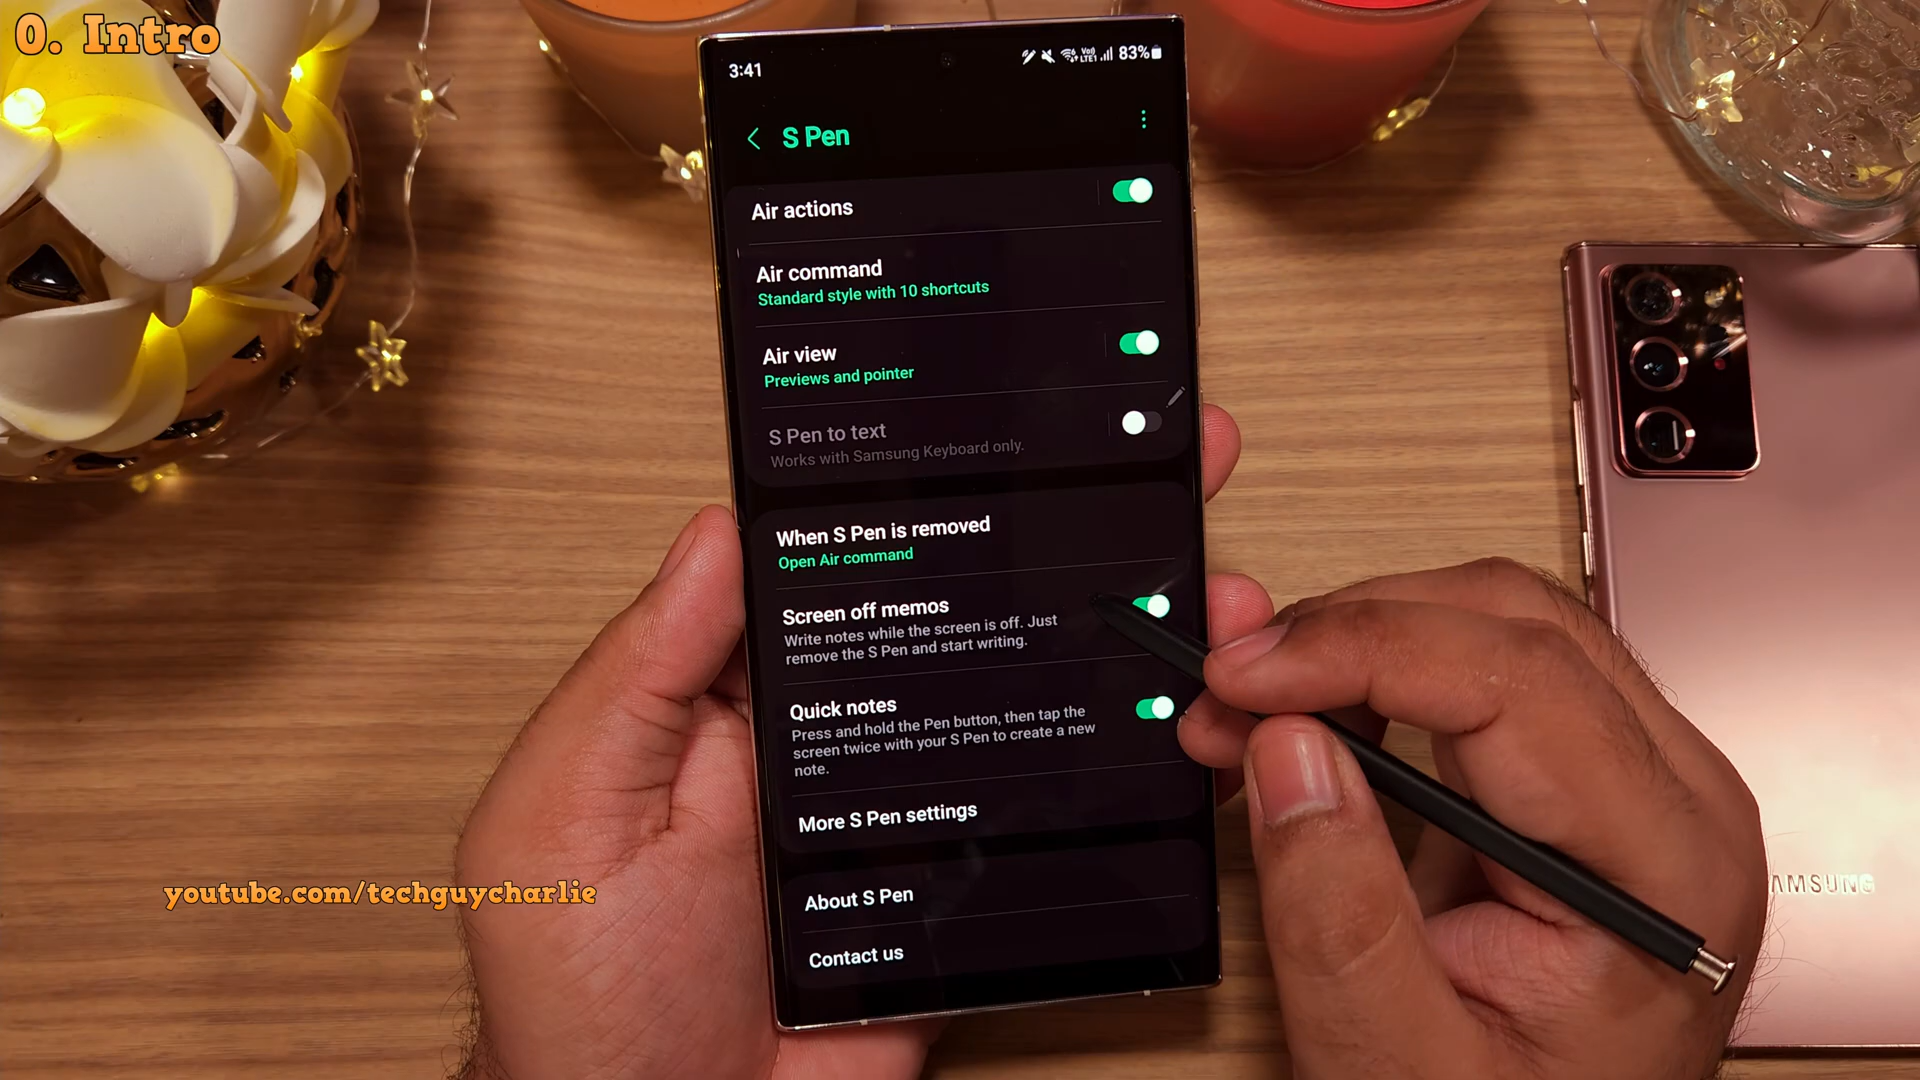 0. Intro
3:41
83%
S Pen
Air actions
Air command
Standard style with 10 shortcuts
Air view
Previews and pointer
S Pen to text
Works with Samsung Keyboard only.
When S Pen is removed
Open Air command
Screen off memos
Write notes while the screen is off. Just
remove the S Pen and start writing.
Quick notes
Press and hold the Pen button, then tap the
screen twice with your S Pen to create a new
note.
More S Pen settings
About S Pen
Contact us
youtube.com/techguycharlie
AMSUNG